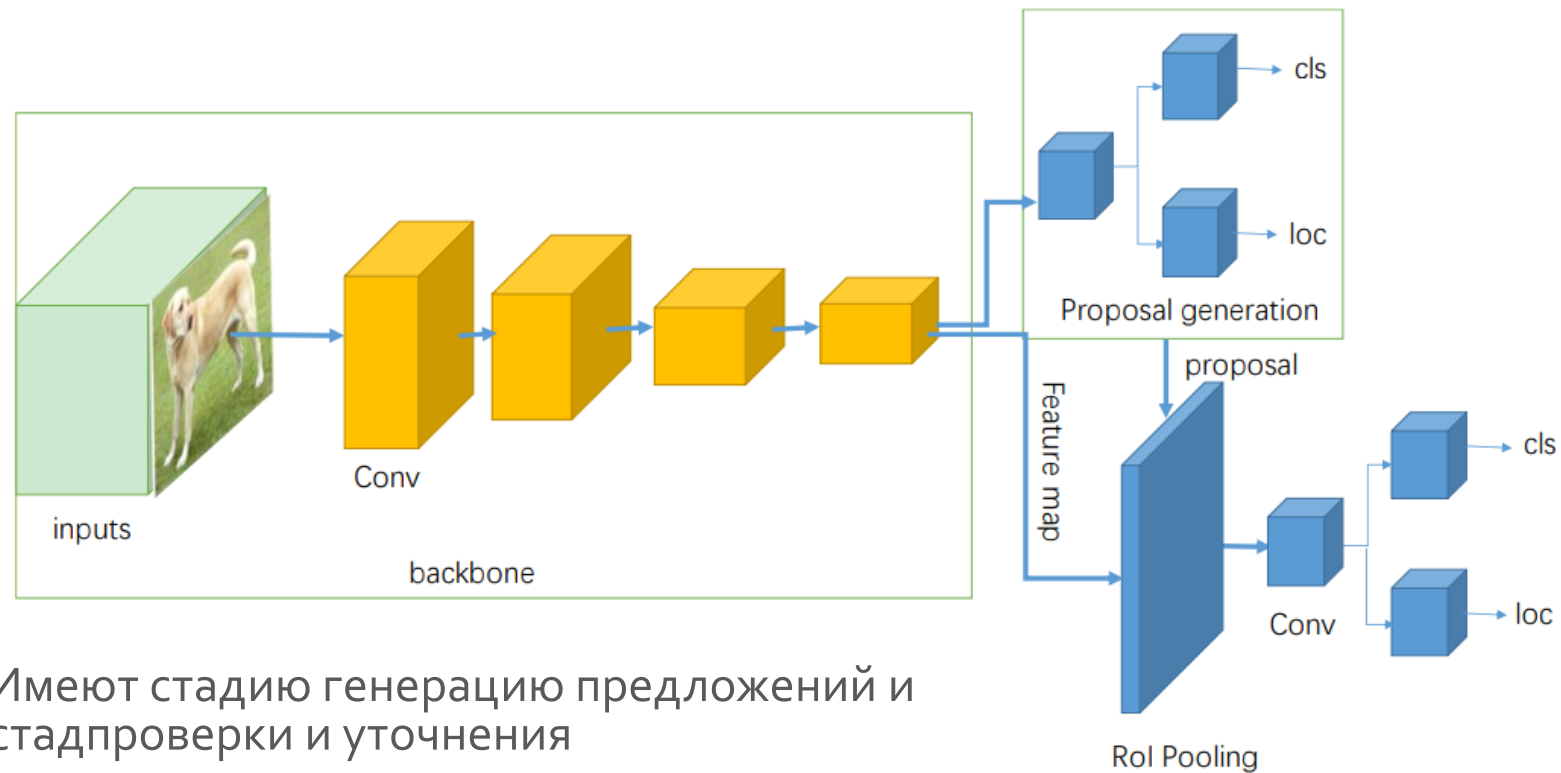 cls
loc
Proposal generation
proposal
Feature map
Conv
inputs
backbone
cls
loc
Conv
RoI Pooling
Имеют стадию генерацию предложений и
стадпроверки и уточнения